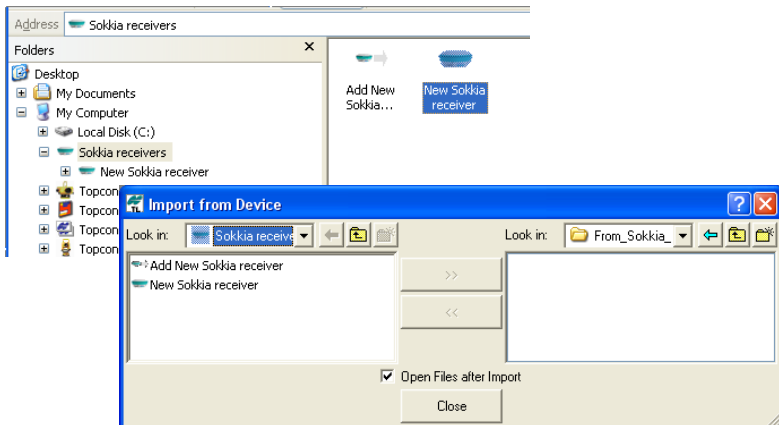 Address Sokkia receivers
Folders
Desktop
My Documents
My Computer
Local Disk (C:)
Sokkia receivers
New Sokkia receiver
Topcon
Topcon
Topcon
Topcon
Add New
Sokkia...
New Sokkia
receiver
TL Import from Device
Look in: Sokkia receive
Add New Sokkia receiver
New Sokkia receiver
>>
<<
Look in: From_Sokkia_
Open Files after Import
Close